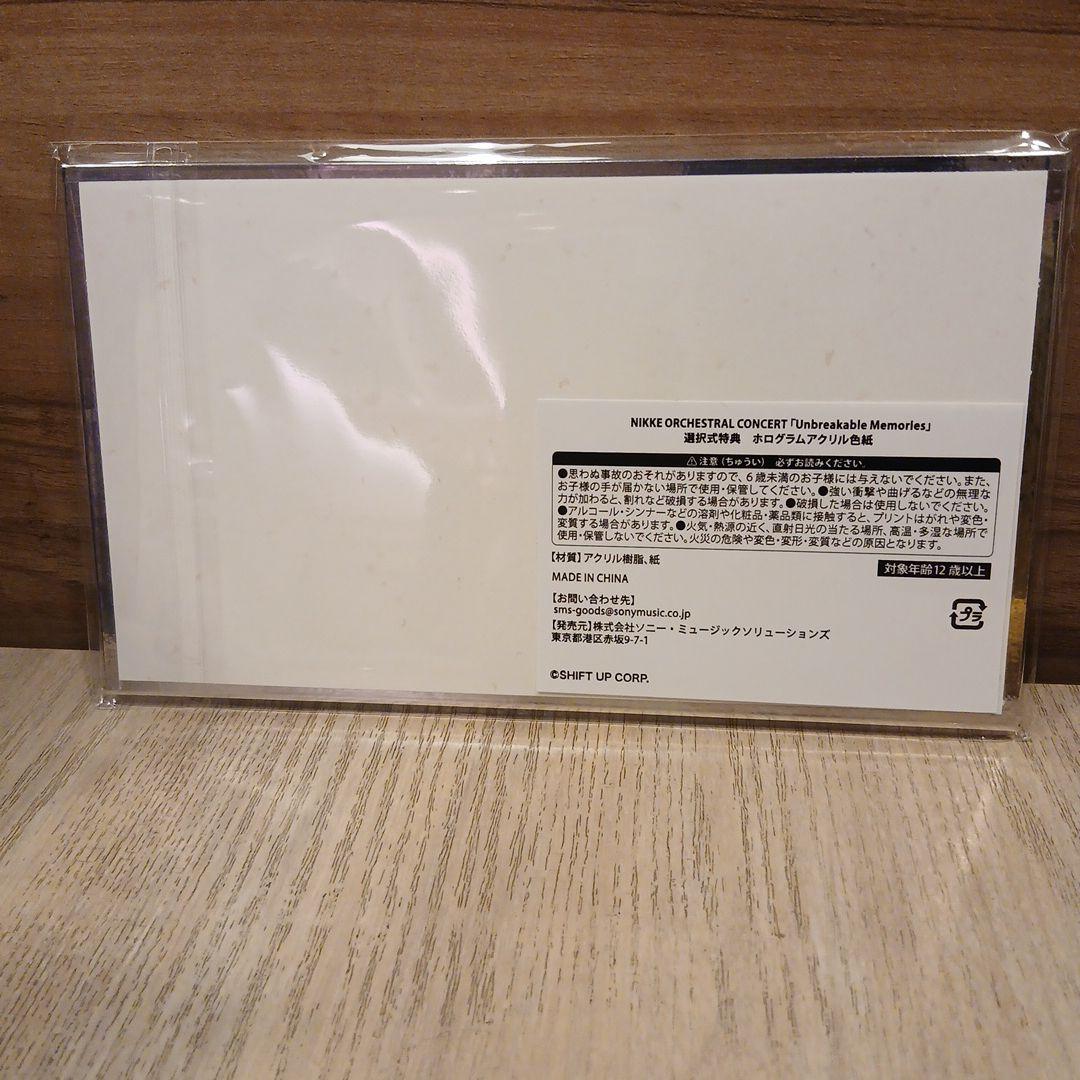 NIKKE ORCHESTRAL CONCERT「Unbreakable Memories」
選択式特典　ホログラムアクリル色紙
⚠注意（ちゅうい）　必ずお読みください。
●思わぬ事故のおそれがありますので、6歳未満のお子様には与えないでください。また、
お子様の手が届かない場所で使用・保管してください。●強い衝撃や曲げるなどの無理な
力が加わると、割れなど破損する場合があります。●破損した場合は使用しないでください。
●アルコール・シンナーなどの溶剤や化粧品・薬品類に接触すると、プリントはがれや変色・
変質する場合があります。●火気・熱源の近く、直射日光の当たる場所、高温・多湿な場所で
使用・保管しないでください。火災の危険や変色・変形・変質などの原因となります。
【材質】アクリル樹脂、紙
対象年齢12歳以上
MADE IN CHINA
【お問い合わせ先】
sms-goods@sonymusic.co.jp
プラ
【発売元】株式会社ソニー・ミュージックソリューションズ
東京都港区赤坂9-7-1
©SHIFT UP CORP.